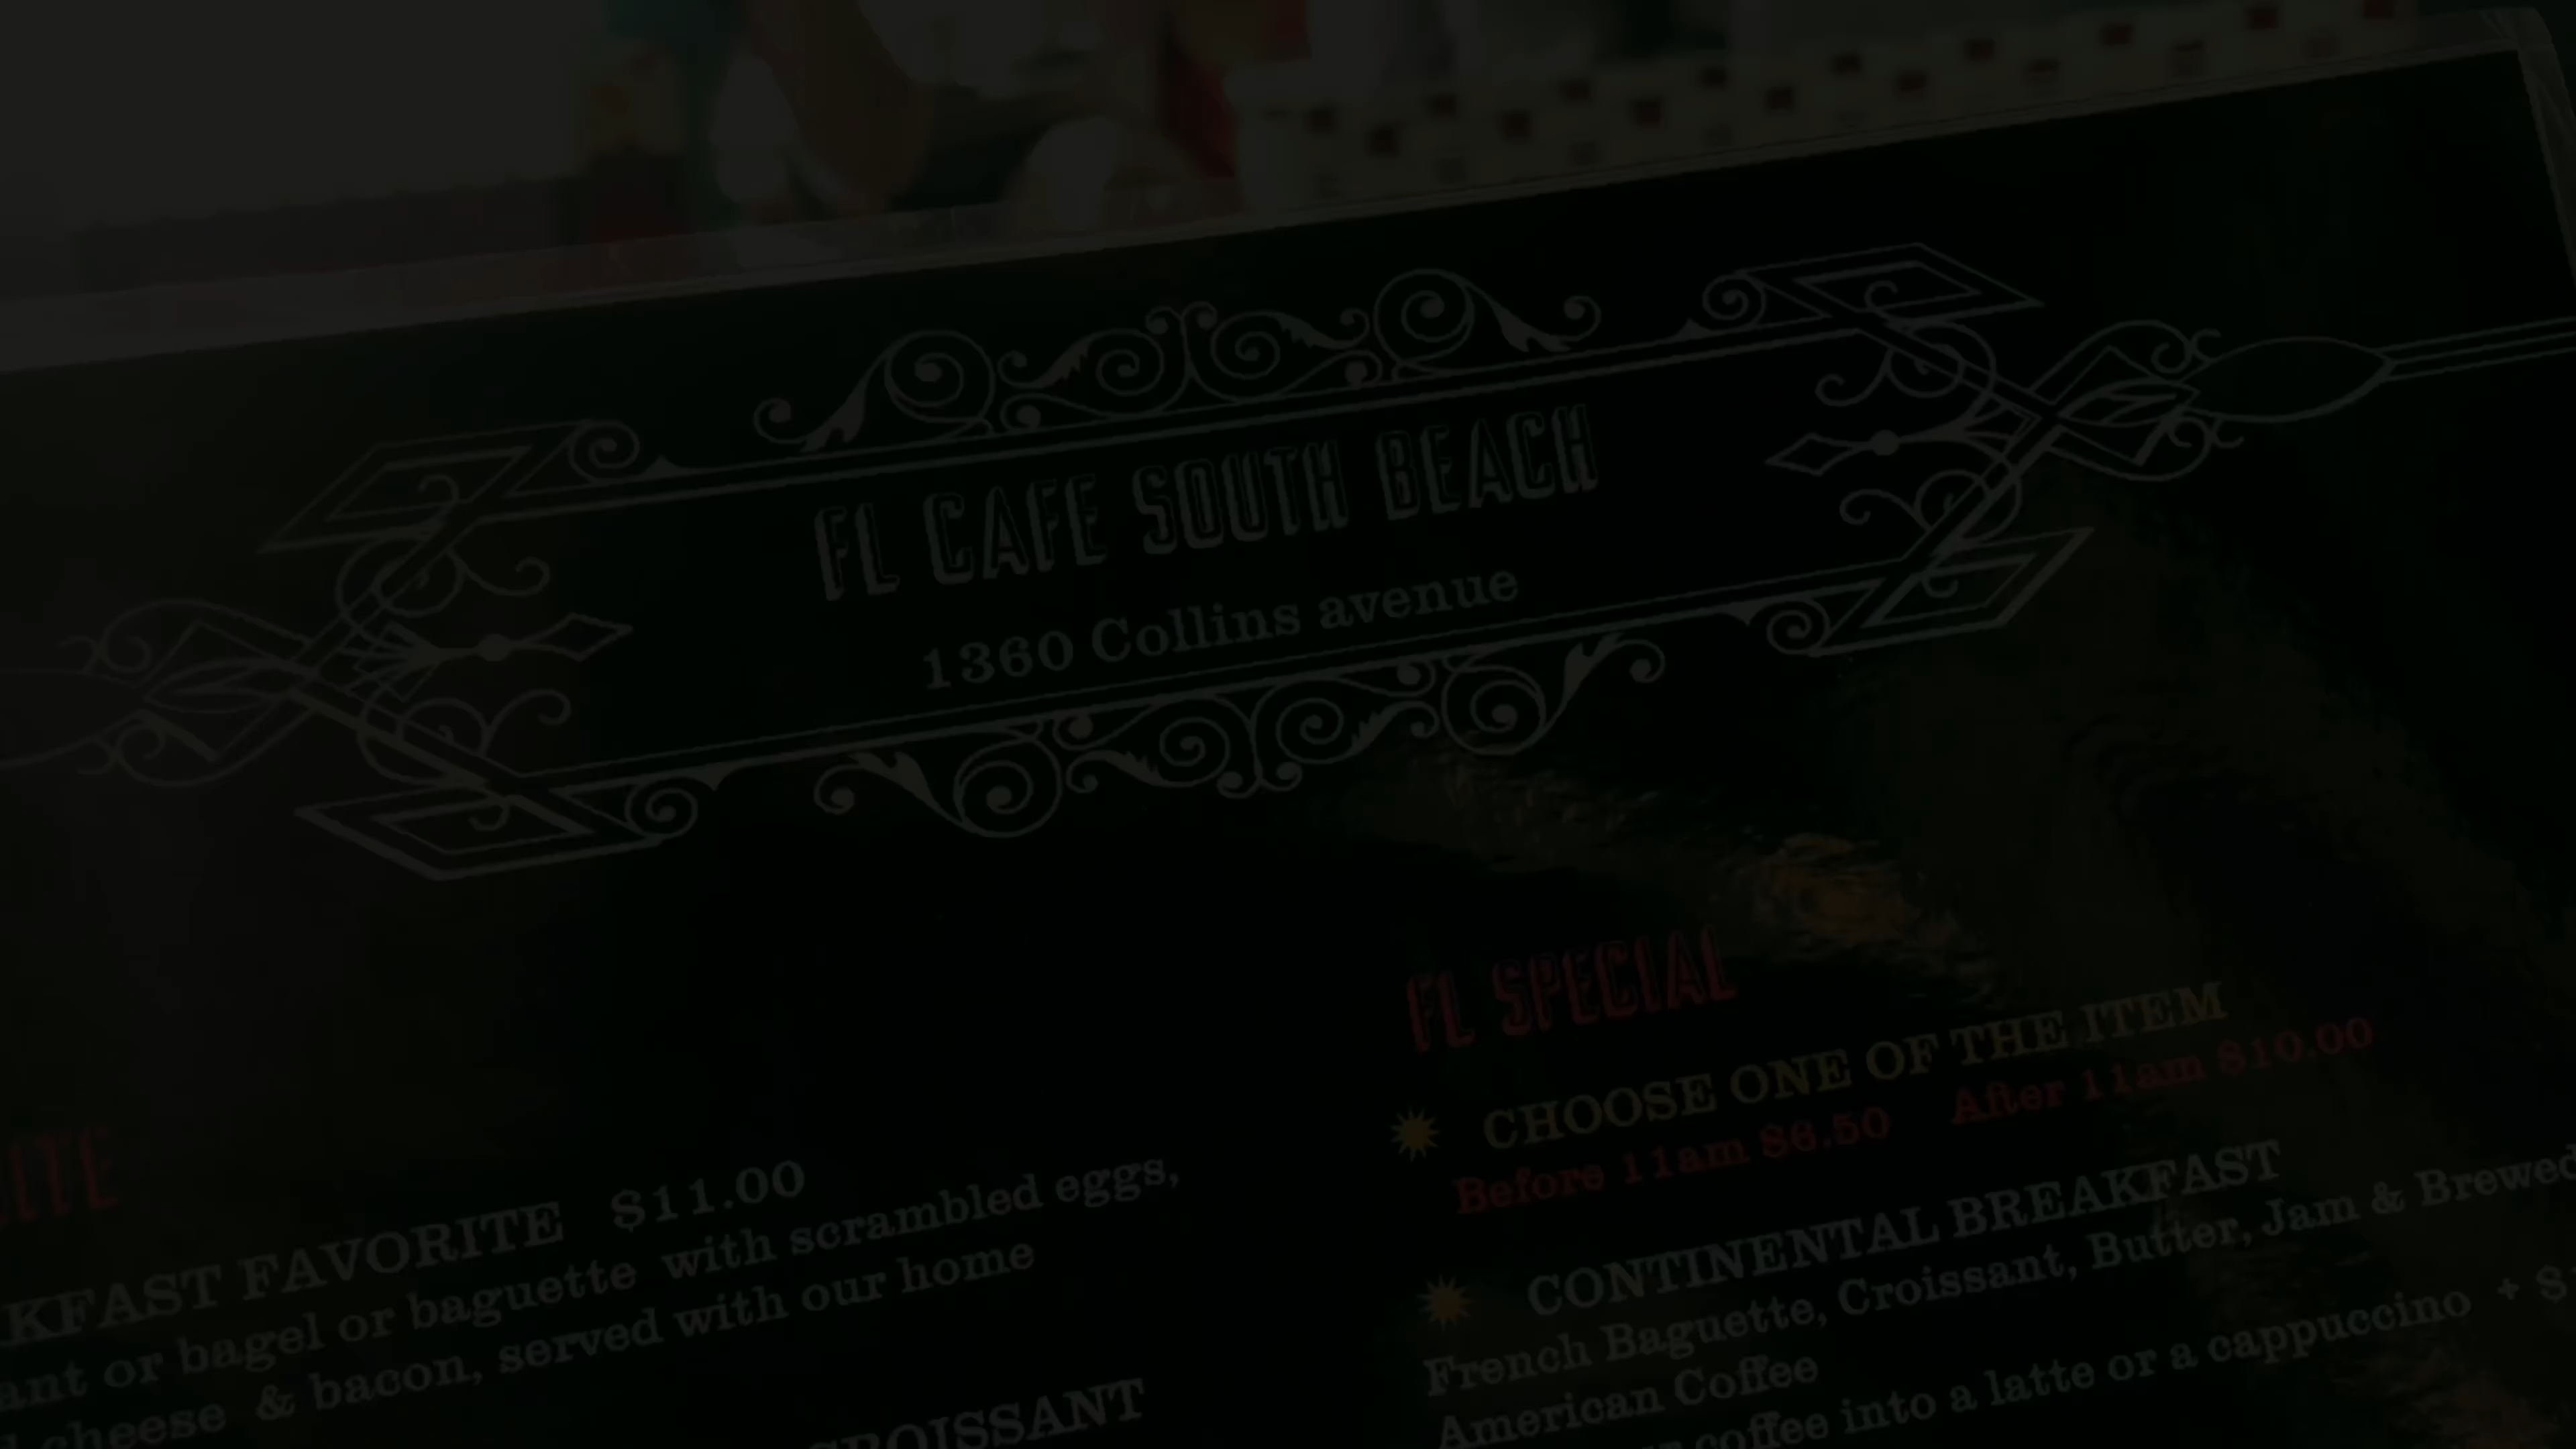 FL CAFE SOUTH BEACH
1360 Collins avenue
KFAST FAVORITE $11.00
or bagel or baguette with scrambled eggs,
cheese & bacon, served with our home
FL SPECIAL
CHOOSE ONE OF THE ITEM
Before 11am $6.50 After 11am $10.00
CONTINENTAL BREAKFAST
French Baguette, Croissant, Butter, Jam & Brewed
American Coffee
coffee into a latte or a cappuccino +